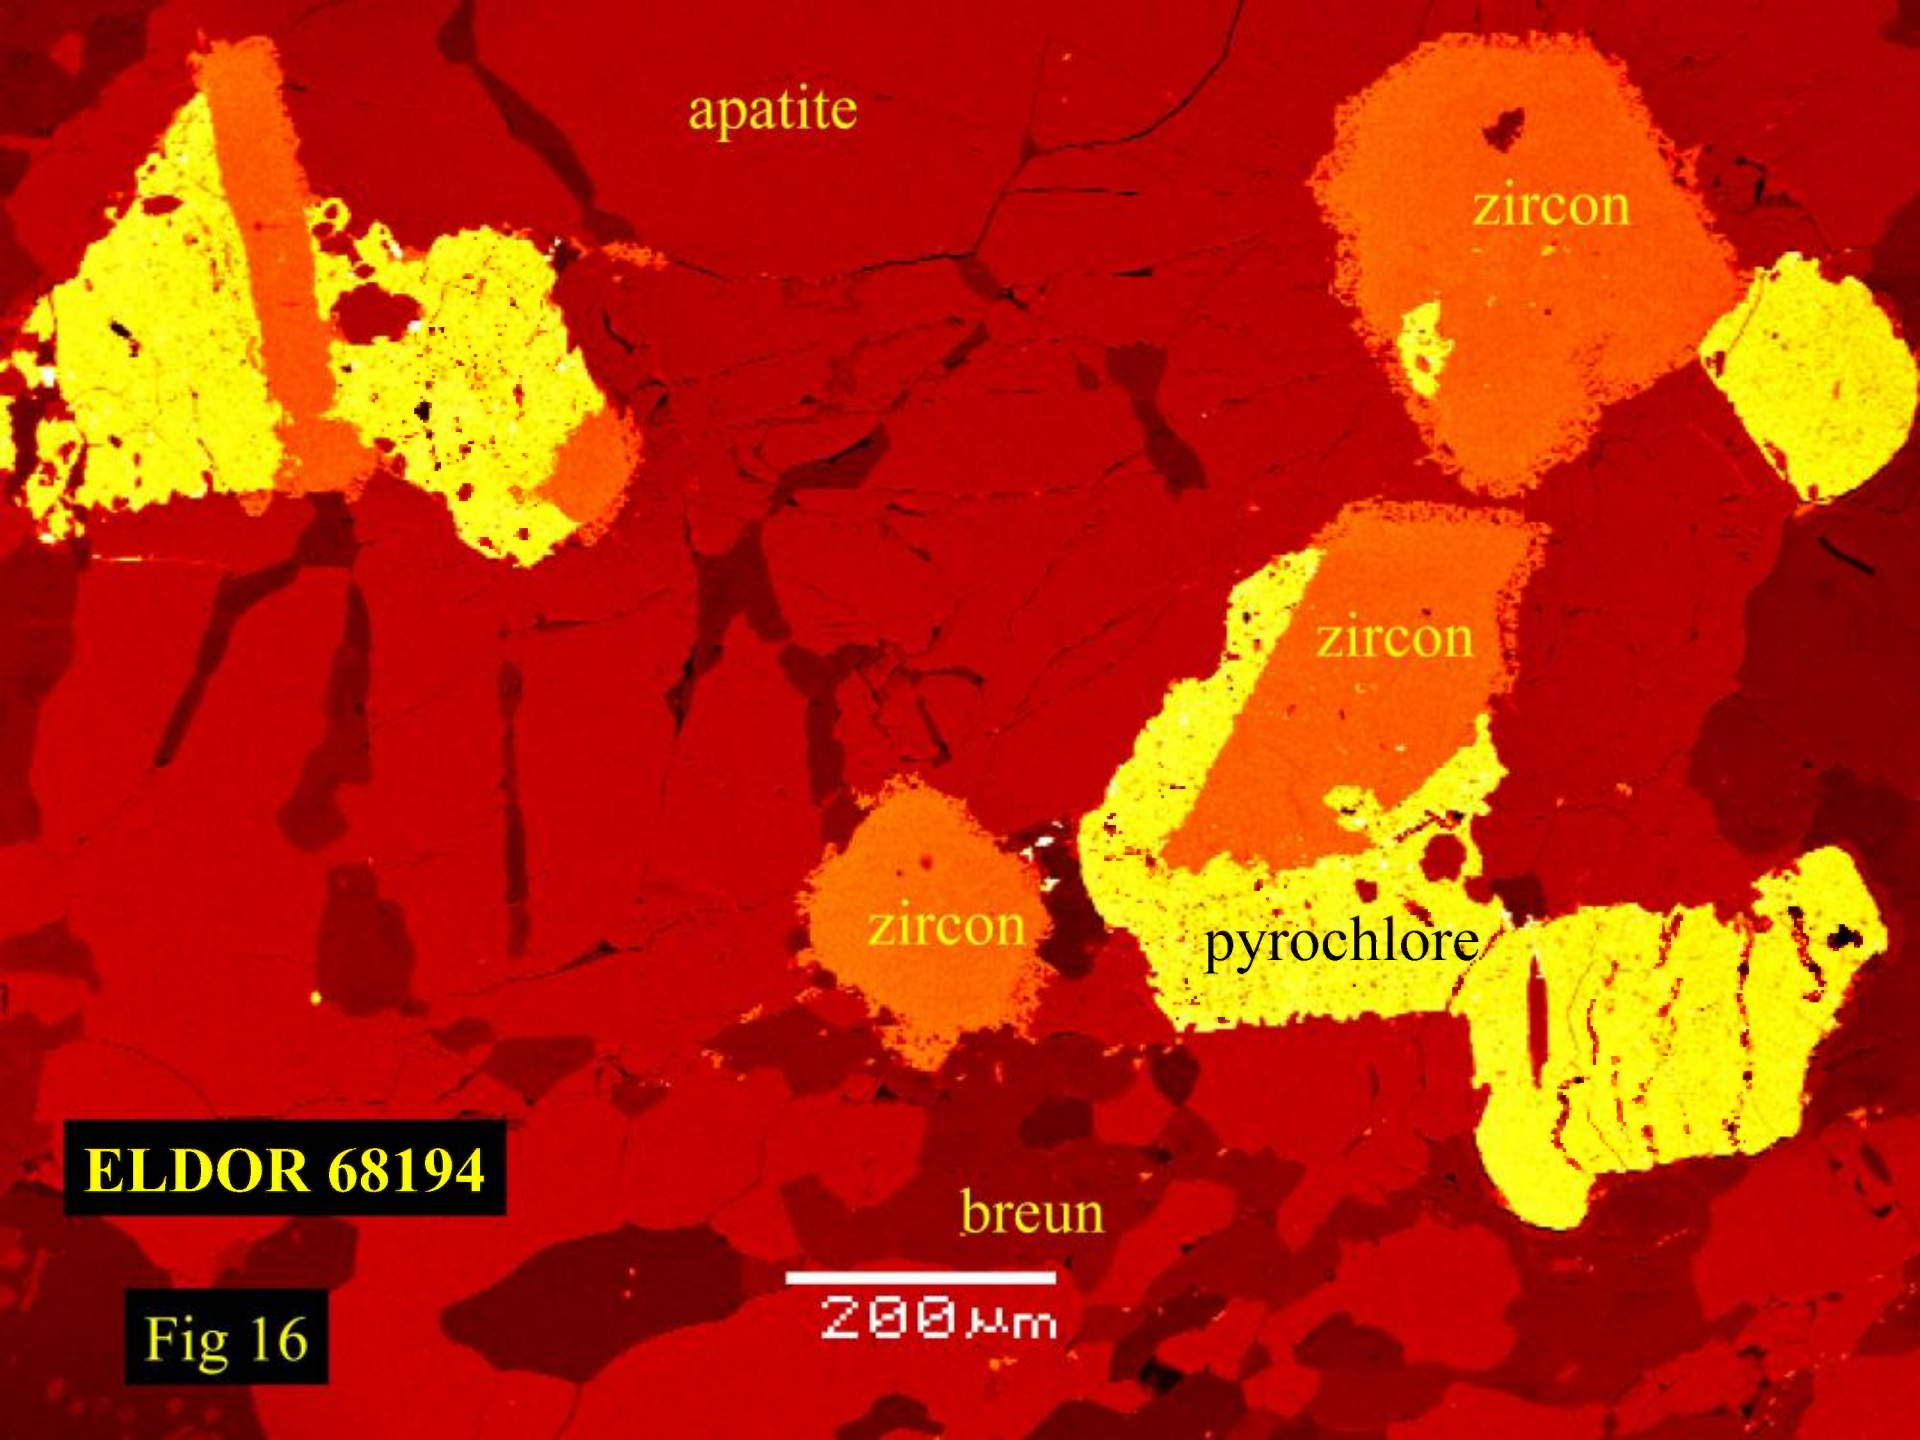 apatite
zircon
zircon
zircon
pyrochlore
ELDOR 68194
breun
200µm
Fig 16